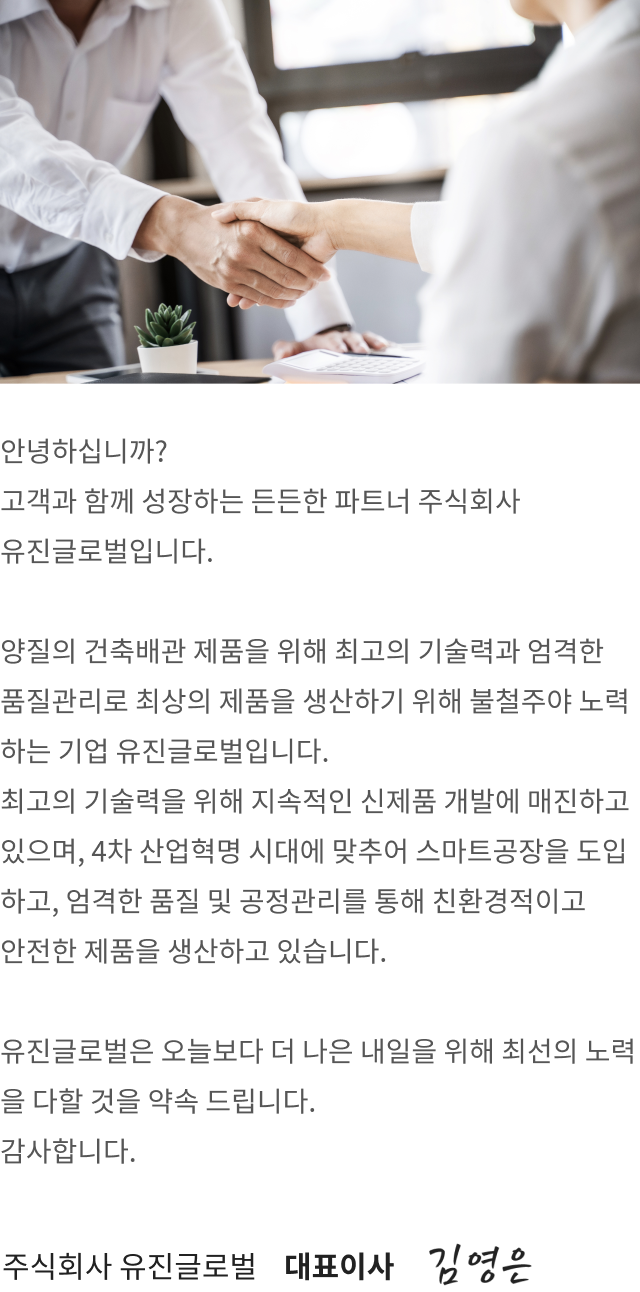 안녕하십니까?
고객과 함께 성장하는 든든한 파트너 주식회사
유진글로벌입니다.
양질의 건축배관 제품을 위해 최고의 기술력과 엄격한
품질관리로 최상의 제품을 생산하기 위해 불철주야 노력
하는 기업 유진글로벌입니다.
최고의 기술력을 위해 지속적인 신제품 개발에 매진하고
있으며, 4차 산업혁명 시대에 맞추어 스마트공장을 도입
하고, 엄격한 품질 및 공정관리를 통해 친환경적이고
안전한 제품을 생산하고 있습니다.
유진글로벌은 오늘보다 더 나은 내일을 위해 최선의 노력
을 다할 것을 약속 드립니다.
감사합니다.
주식회사 유진글로벌 대표이사 김영은